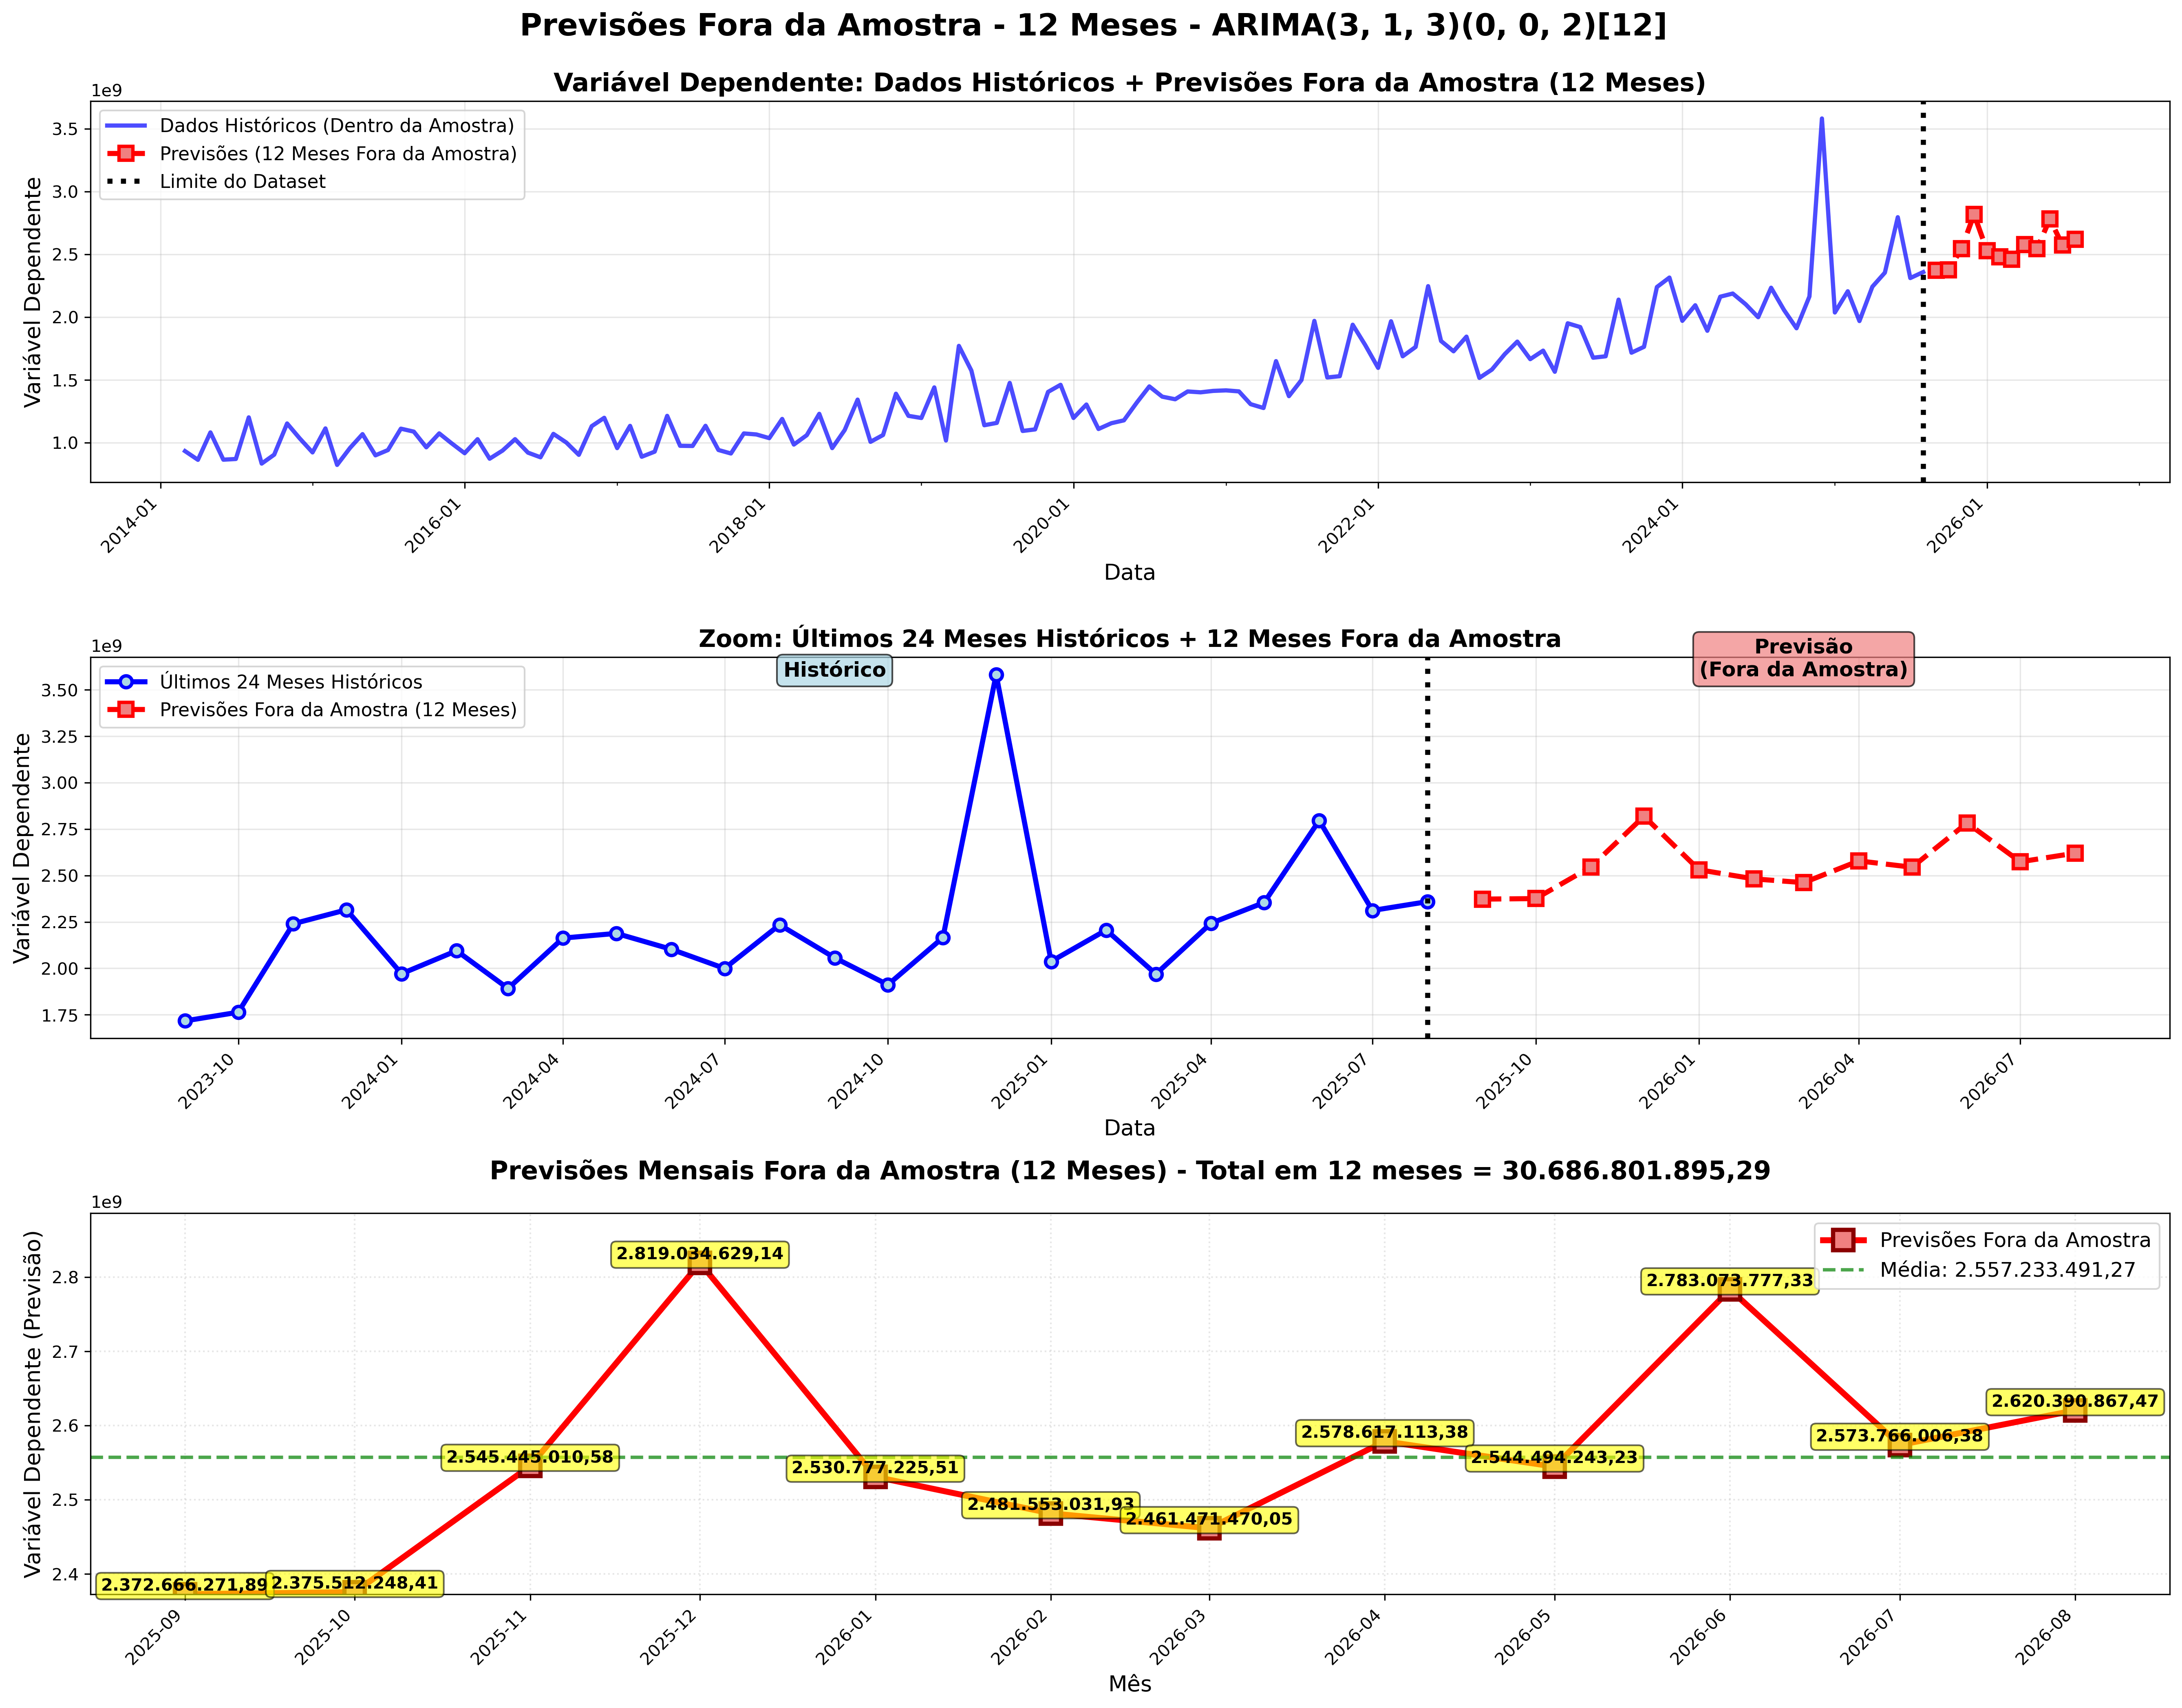 Previsões Fora da Amostra - 12 Meses - ARIMA(3, 1, 3)(0, 0, 2)[12]
Variável Dependente: Dados Históricos + Previsões Fora da Amostra (12 Meses)
1e9
Dados Históricos (Dentro da Amostra)
Previsões (12 Meses Fora da Amostra)
Limite do Dataset
Variável Dependente
3.5
3.0
2.5
2.0
1.5
1.0
2014-01
2016-01
2018-01
2020-01
2022-01
2024-01
2026-01
Data
Zoom: Últimos 24 Meses Históricos + 12 Meses Fora da Amostra
1e9
Últimos 24 Meses Históricos
Previsões Fora da Amostra (12 Meses)
Histórico
Previsão
(Fora da Amostra)
Variável Dependente
3.50
3.25
3.00
2.75
2.50
2.25
2.00
1.75
2023-10
2024-01
2024-04
2024-07
2024-10
2025-01
2025-04
2025-07
2025-10
2026-01
2026-04
2026-07
Data
Previsões Mensais Fora da Amostra (12 Meses) - Total em 12 meses = 30.686.801.895,29
1e9
Previsões Fora da Amostra
Média: 2.557.233.491,27
Variável Dependente (Previsão)
2.8
2.7
2.6
2.5
2.4
2.372.666.271,89
2.375.512.248,41
2.545.445.010,58
2.819.034.629,14
2.530.777.225,51
2.481.553.031,93
2.461.471.470,05
2.578.617.113,38
2.544.494.243,23
2.783.073.777,33
2.573.766.006,38
2.620.390.867,47
2025-09
2025-10
2025-11
2025-12
2026-01
2026-02
2026-03
2026-04
2026-05
2026-06
2026-07
2026-08
Mês